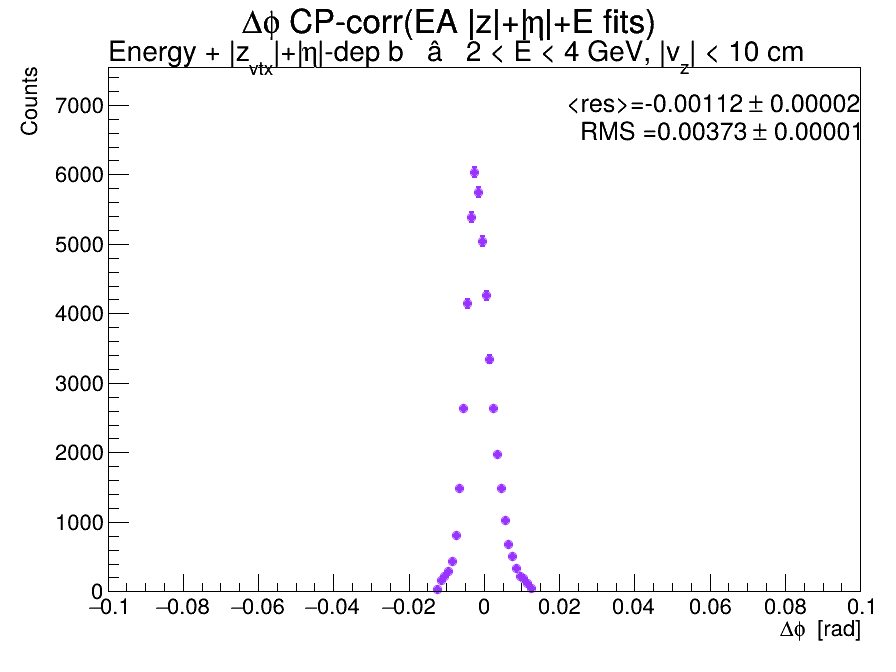 Δϕ CP-corr(EA |z|+|η|+E fits)
Energy + |z_vtx|+|η|-dep b â 2 < E < 4 GeV, |v_z| < 10 cm
Counts
<res>=-0.00112 ± 0.00002
RMS =0.00373 ± 0.00001
7000
6000
5000
4000
3000
2000
1000
0
−0.1 −0.08 −0.06 −0.04 −0.02 0 0.02 0.04 0.06 0.08 0.1
Δϕ [rad]